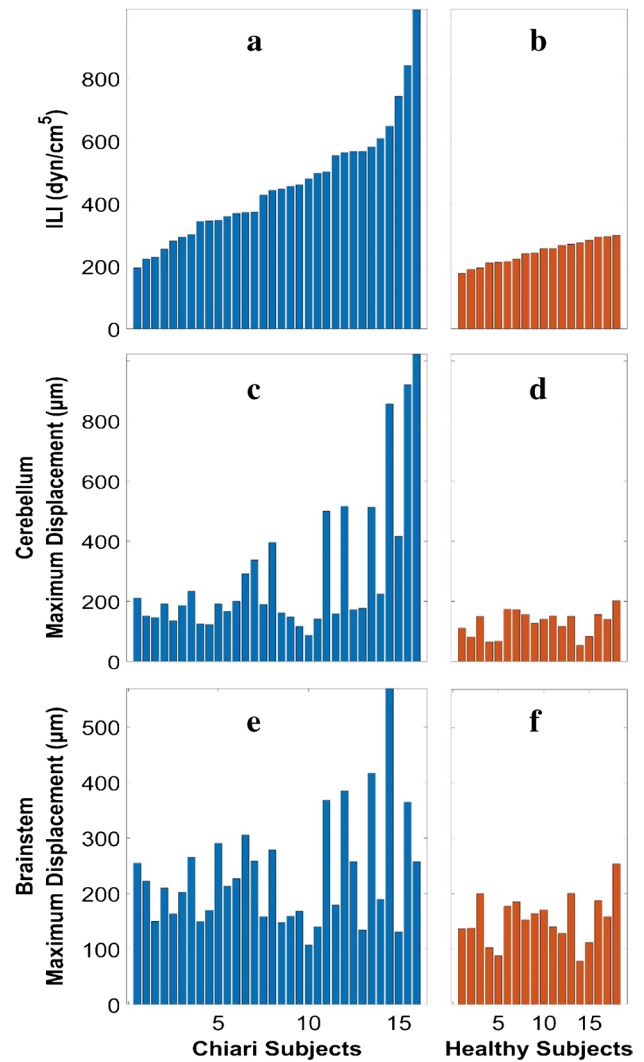 a
b
ILI (dyn/cm⁵)
800
600
400
200
0
c
d
Cerebellum
Maximum Displacement (µm)
800
600
400
200
0
e
f
Brainstem
Maximum Displacement (µm)
500
400
300
200
100
0
5
10
15
5
10
15
Chiari Subjects
Healthy Subjects